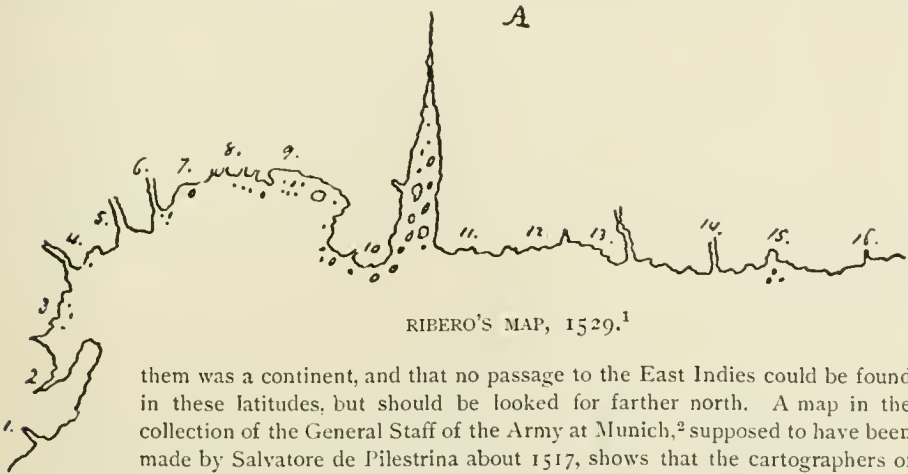 A
6. 7. 8. 9.
5.
4.
10 11. 12. 13. 14. 15. 16.
3
RIBERO'S MAP, 1529.¹
2
1.
them was a continent, and that no passage to the East Indies could be found
in these latitudes, but should be looked for farther north. A map in the
collection of the General Staff of the Army at Munich,² supposed to have been
made by Salvatore de Pilestrina about 1517, shows that the cartographers of